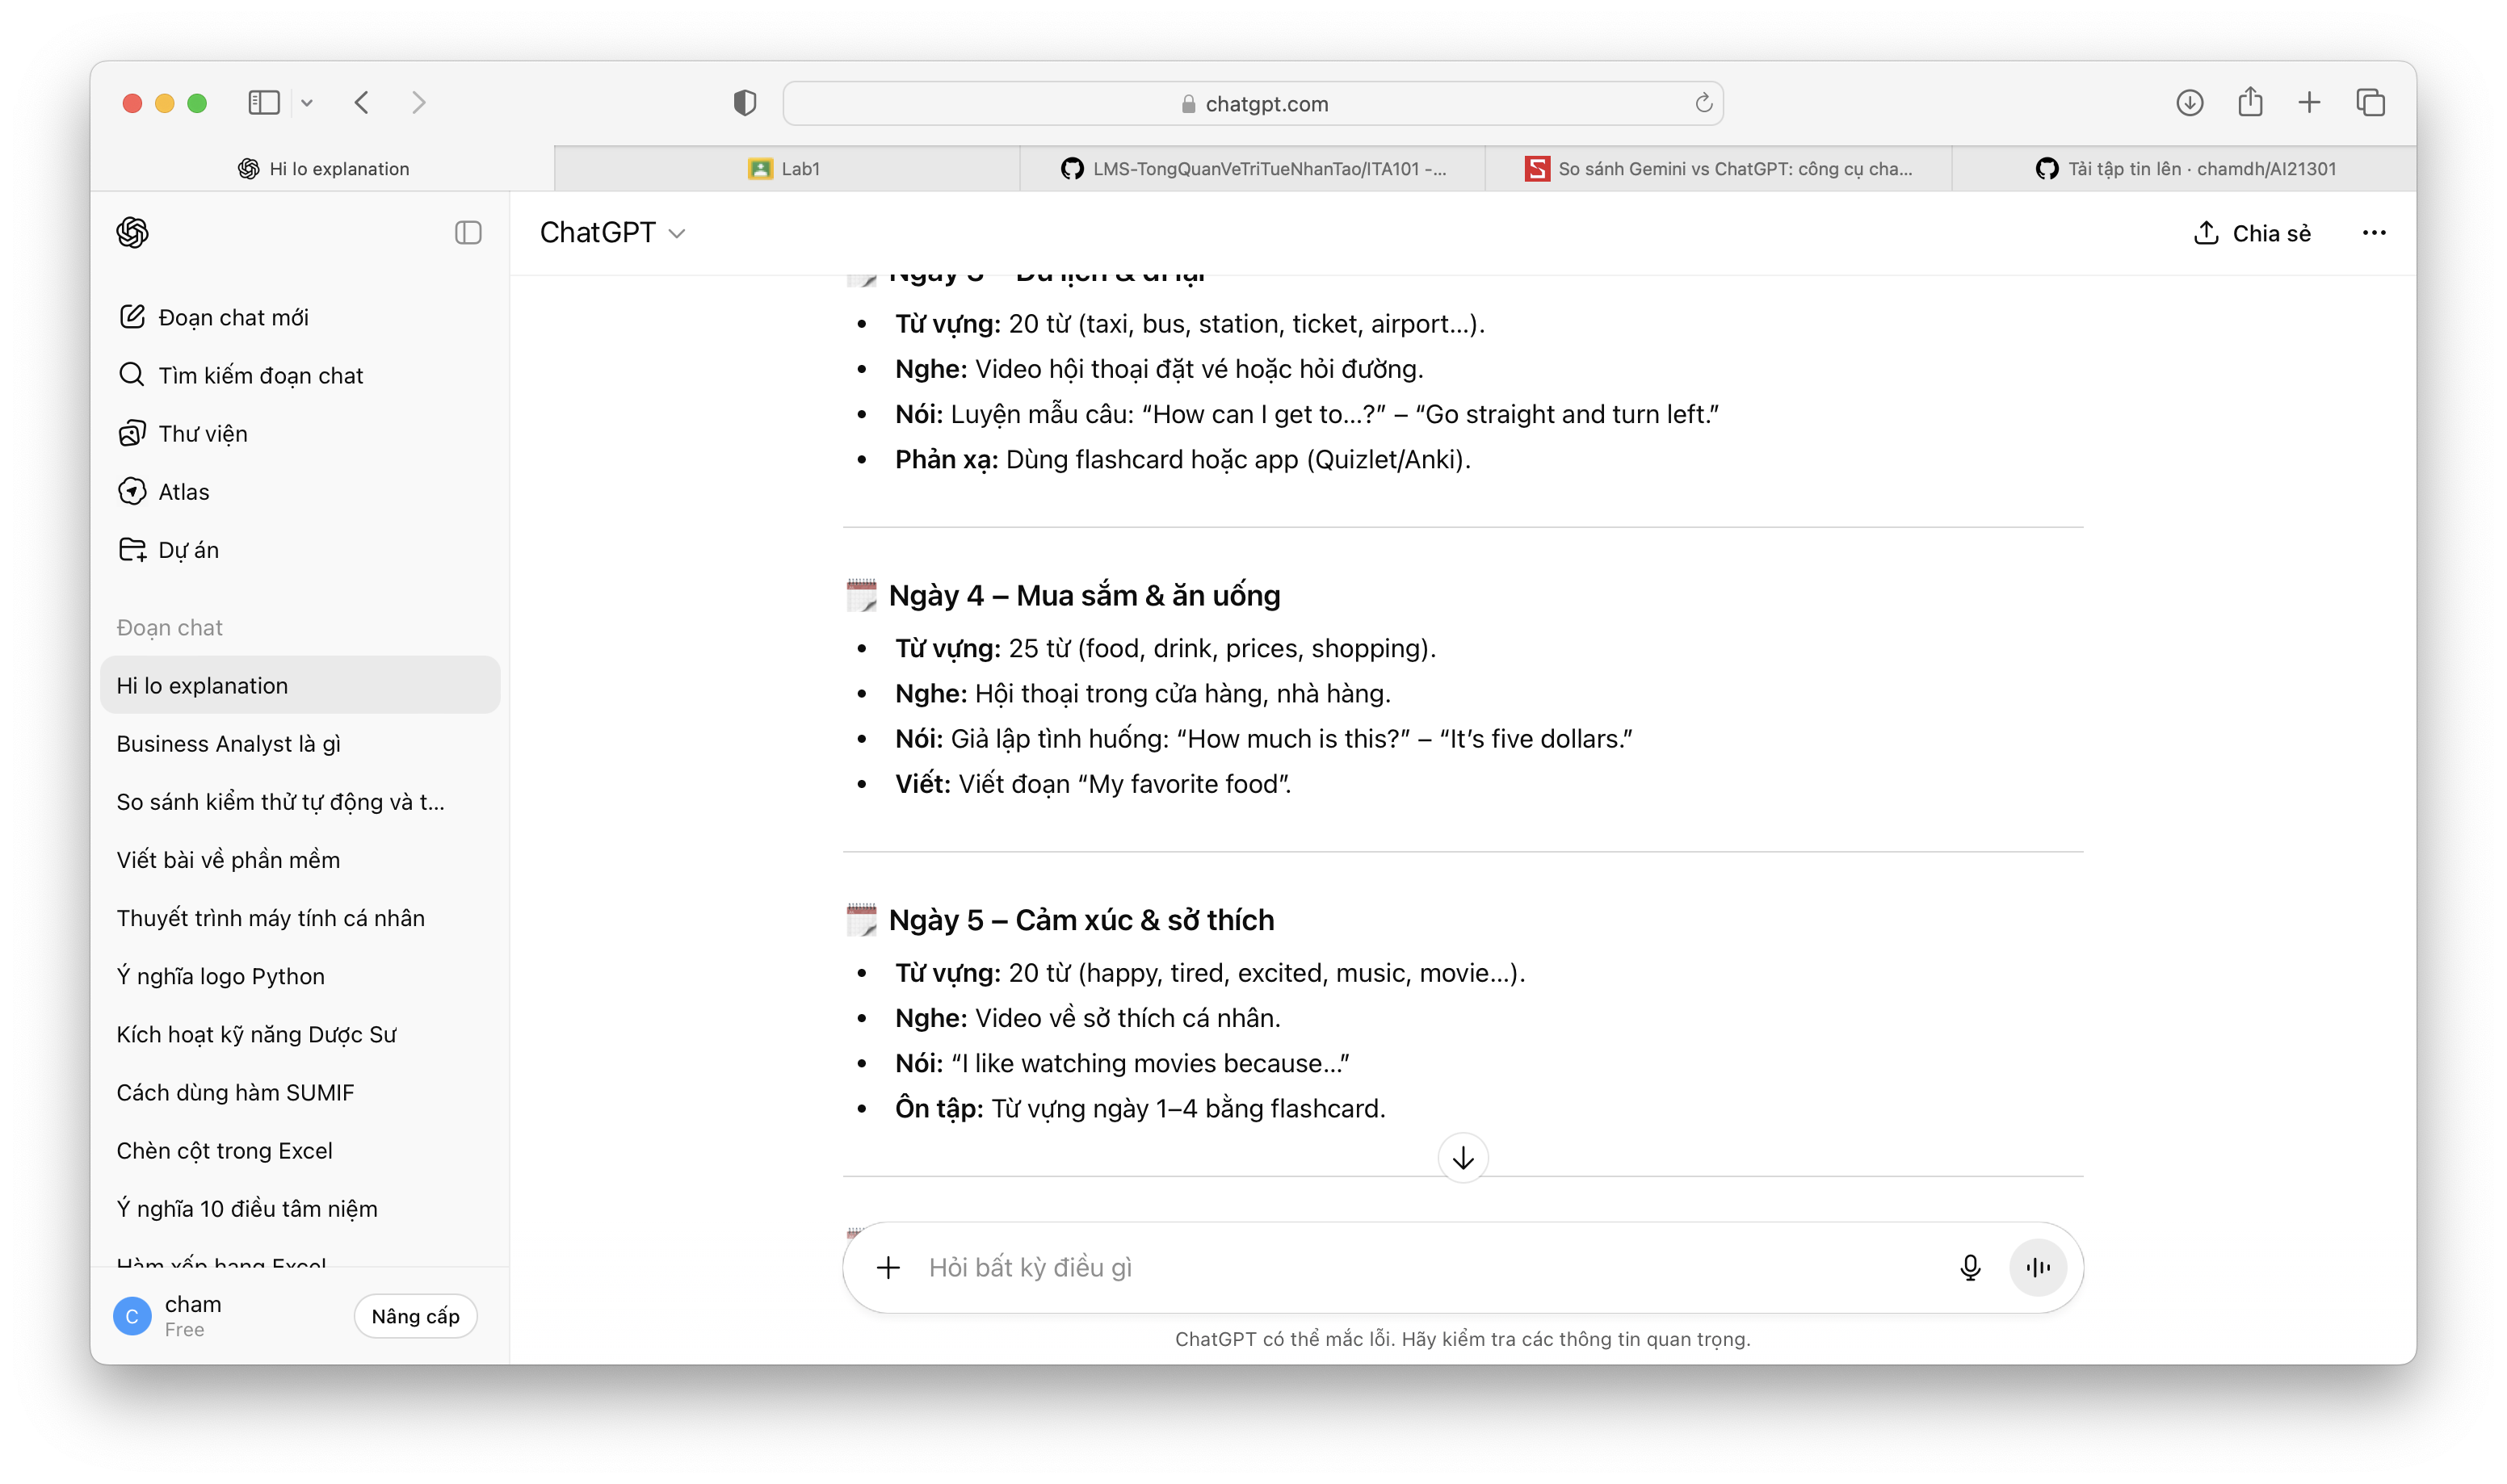 chatgpt.com
Hi lo explanation
Lab1
LMS-TongQuanVeTriTueNhanTao/ITA101 -...
So sánh Gemini vs ChatGPT: công cụ cha...
Tải tập tin lên · chamdh/AI21301
ChatGPT
Chia sẻ
Đoạn chat mới
Tìm kiếm đoạn chat
Thư viện
Atlas
Dự án
Đoạn chat
Hi lo explanation
Business Analyst là gì
So sánh kiểm thử tự động và t...
Viết bài về phần mềm
Thuyết trình máy tính cá nhân
Ý nghĩa logo Python
Kích hoạt kỹ năng Dược Sư
Cách dùng hàm SUMIF
Chèn cột trong Excel
Ý nghĩa 10 điều tâm niệm
Hàm xếp hạng Excel
C
cham
Free
Nâng cấp
Ngày 3 – Du lịch & đi lại
• Từ vựng: 20 từ (taxi, bus, station, ticket, airport...).
• Nghe: Video hội thoại đặt vé hoặc hỏi đường.
• Nói: Luyện mẫu câu: “How can I get to...?” – “Go straight and turn left.”
• Phản xạ: Dùng flashcard hoặc app (Quizlet/Anki).
Ngày 4 – Mua sắm & ăn uống
• Từ vựng: 25 từ (food, drink, prices, shopping).
• Nghe: Hội thoại trong cửa hàng, nhà hàng.
• Nói: Giả lập tình huống: “How much is this?” – “It’s five dollars.”
• Viết: Viết đoạn “My favorite food”.
Ngày 5 – Cảm xúc & sở thích
• Từ vựng: 20 từ (happy, tired, excited, music, movie...).
• Nghe: Video về sở thích cá nhân.
• Nói: “I like watching movies because...”
• Ôn tập: Từ vựng ngày 1–4 bằng flashcard.
Hỏi bất kỳ điều gì
ChatGPT có thể mắc lỗi. Hãy kiểm tra các thông tin quan trọng.